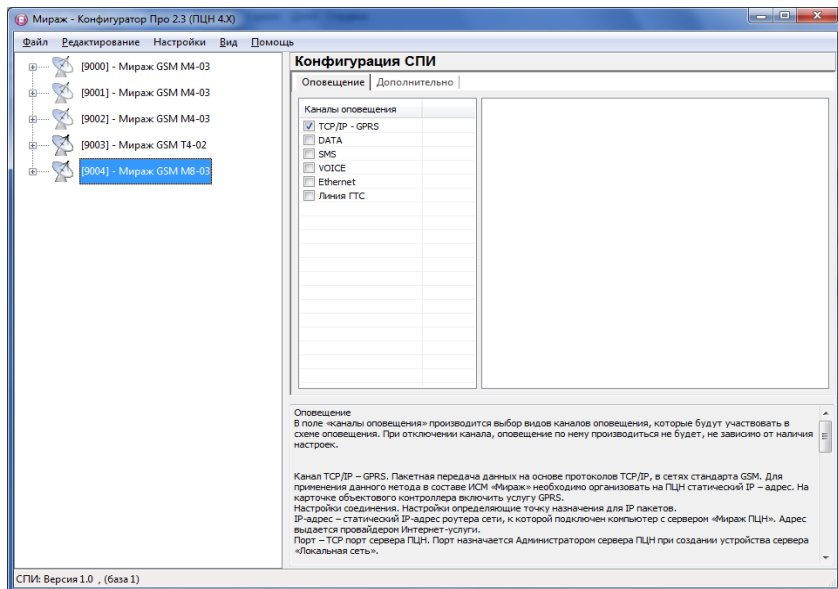 Мираж - Конфигуратор Про 2.3 (ПЦН 4.X)
Файл Редактирование Настройки Вид Помощь
[9000] - Мираж GSM M4-03
[9001] - Мираж GSM M4-03
[9002] - Мираж GSM M4-03
[9003] - Мираж GSM T4-02
[9004] - Мираж GSM M8-03
Конфигурация СПИ
Оповещение Дополнительно
Каналы оповещения
TCP/IP - GPRS
DATA
SMS
VOICE
Ethernet
Линия ГТС
Оповещение
В поле «каналы оповещения» производится выбор видов каналов оповещения, которые будут участвовать в
схеме оповещения. При отключении канала, оповещение по нему производиться не будет, не зависимо от наличия
настроек.
Канал TCP/IP – GPRS. Пакетная передача данных на основе протоколов TCP/IP, в сетях стандарта GSM. Для
применения данного метода в составе ИСМ «Мираж» необходимо организовать на ПЦН статический IP – адрес. На
карточке объектового контроллера включить услугу GPRS.
Настройки соединения. Настройки определяющие точку назначения для IP пакетов.
IP-адрес – статический IP-адрес роутера сети, к которой подключен компьютер с сервером «Мираж ПЦН». Адрес
выдается провайдером Интернет-услуги.
Порт – TCP порт сервера ПЦН. Порт назначается Администратором сервера ПЦН при создании устройства сервера
«Локальная сеть».
СПИ: Версия 1.0 , (база 1)